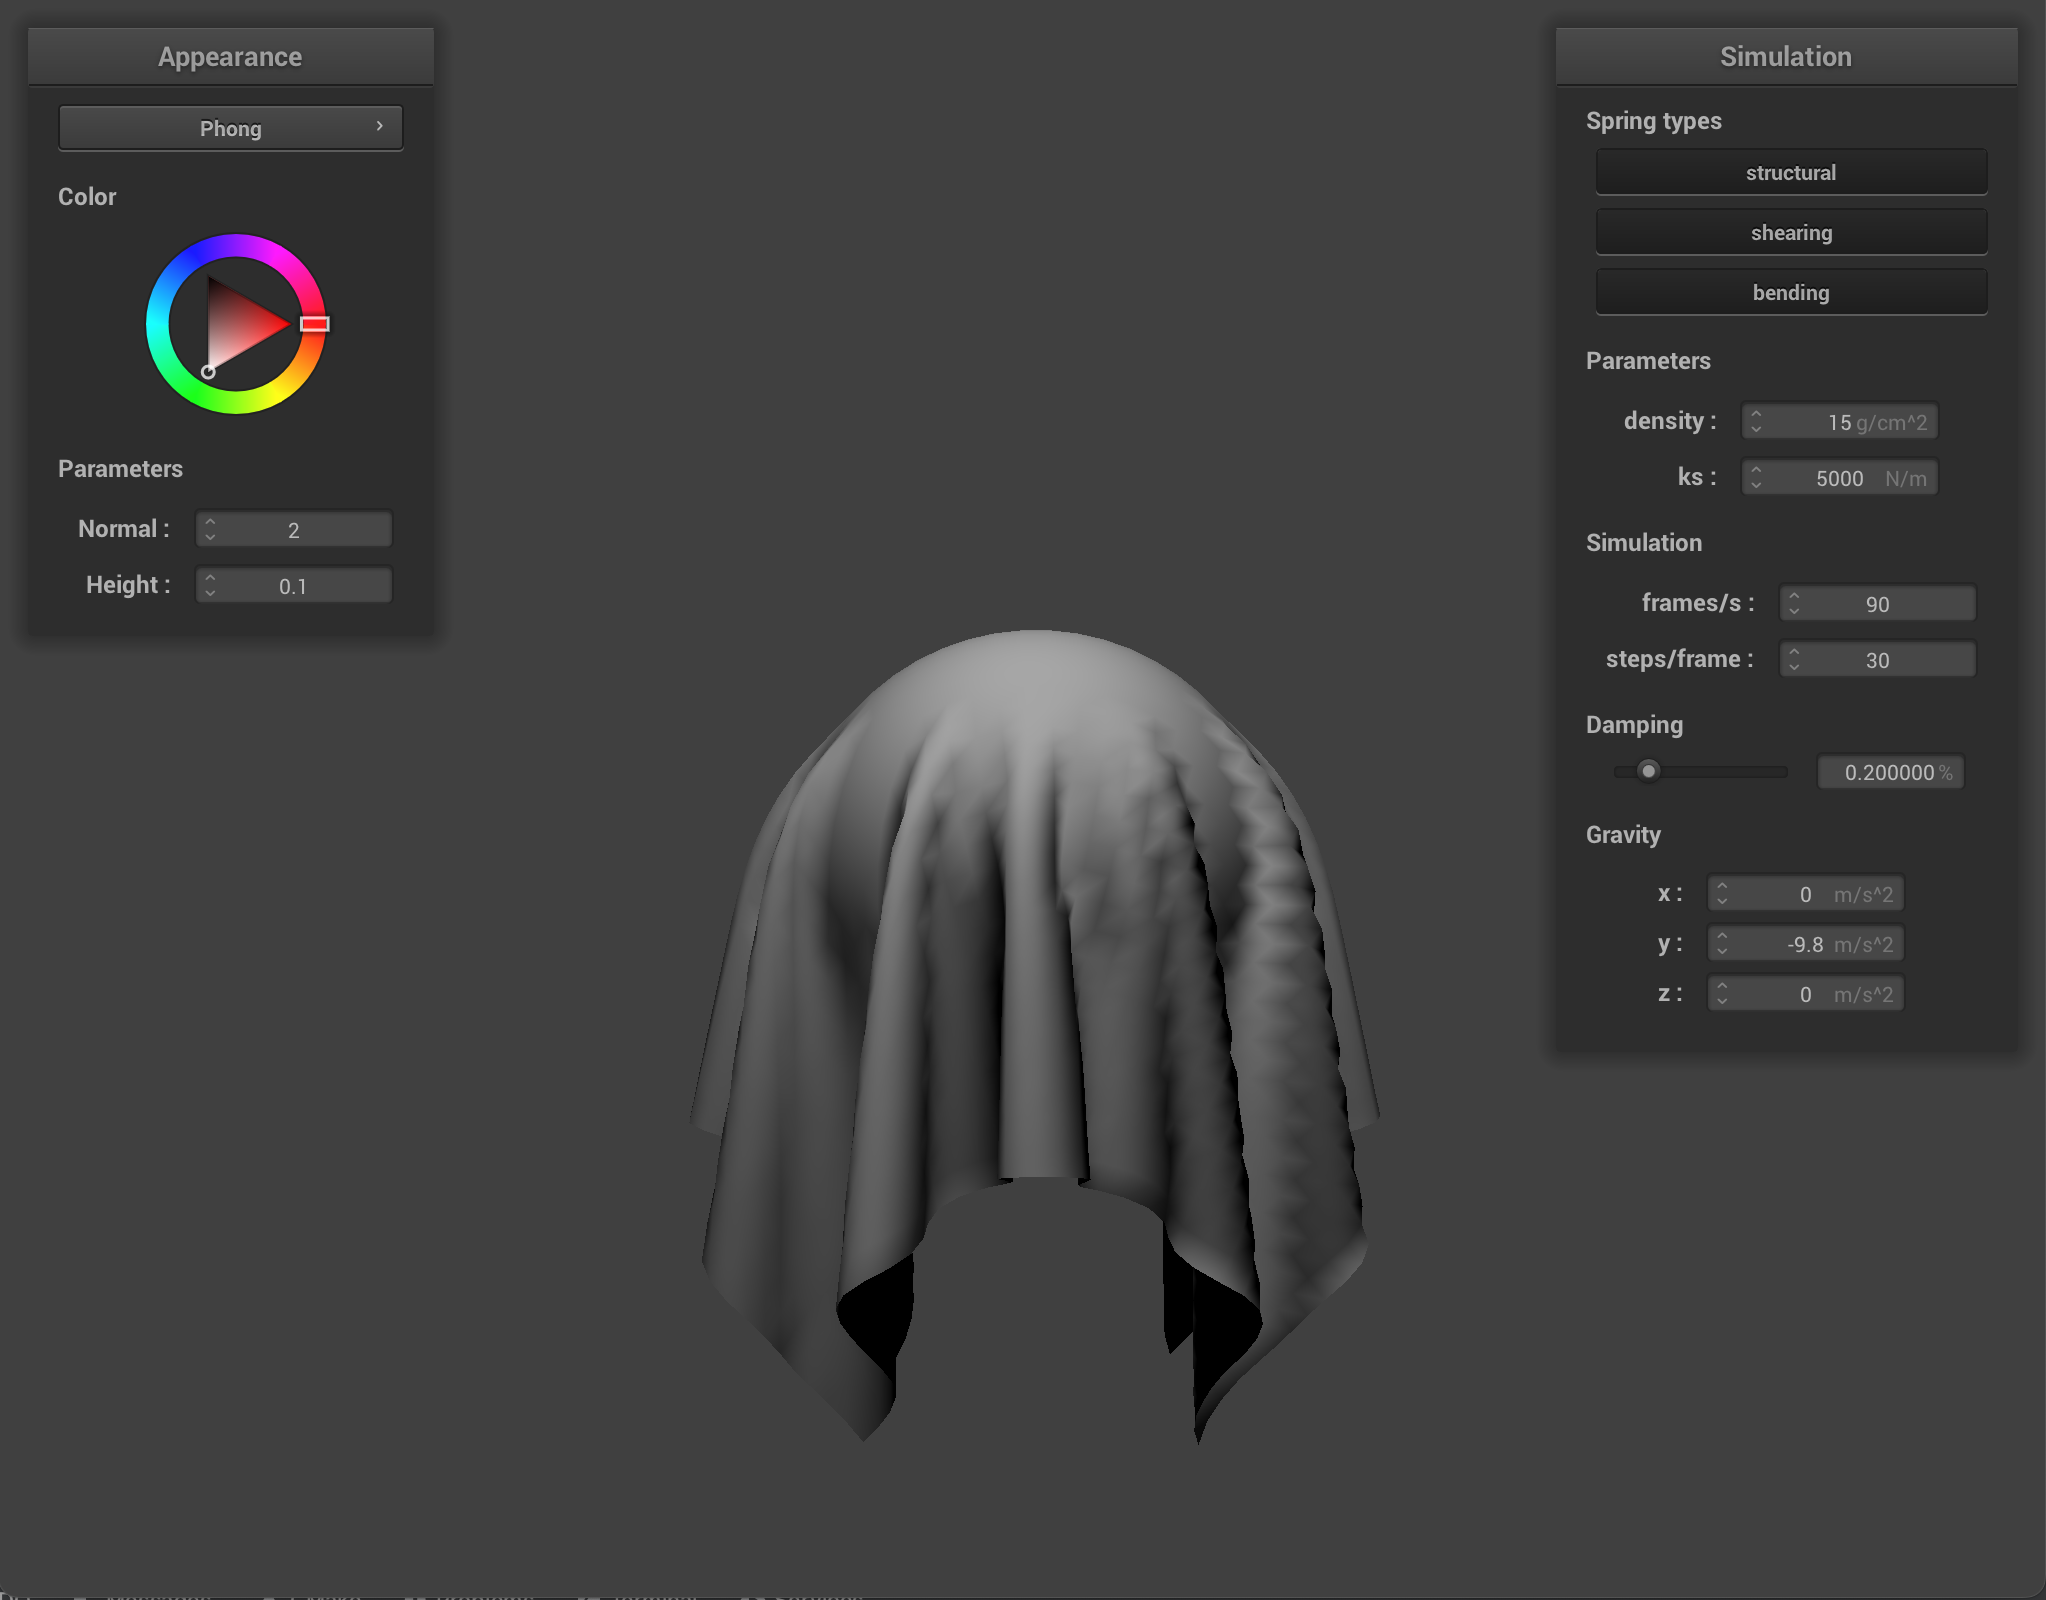 Appearance
Phong
Color
Parameters
Normal : 2
Height : 0.1
Simulation
Spring types
structural
shearing
bending
Parameters
density : 15 g/cm^2
ks : 5000 N/m
Simulation
frames/s : 90
steps/frame : 30
Damping
0.200000 %
Gravity
x : 0 m/s^2
y : -9.8 m/s^2
z : 0 m/s^2